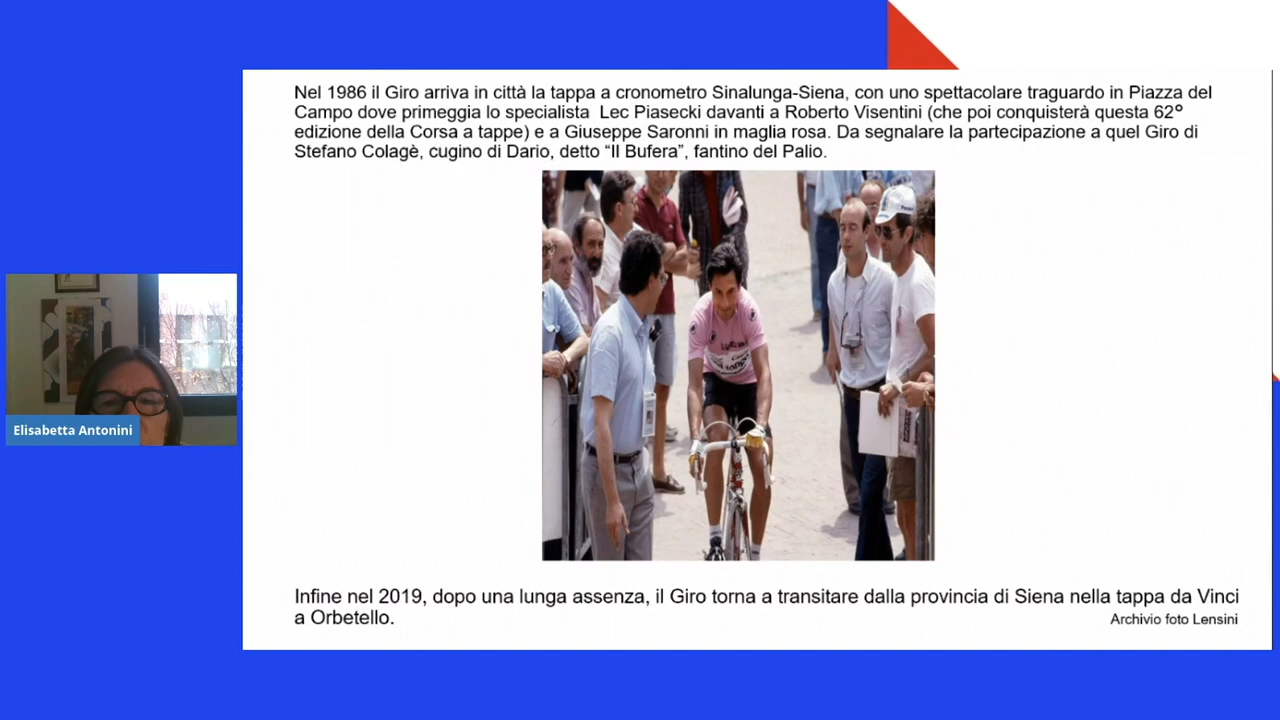 Nel 1986 il Giro arriva in città la tappa a cronometro Sinalunga-Siena, con uno spettacolare traguardo in Piazza del
Campo dove primeggia lo specialista  Lec Piasecki davanti a Roberto Visentini (che poi conquisterà questa 62°
edizione della Corsa a tappe) e a Giuseppe Saronni in maglia rosa. Da segnalare la partecipazione a quel Giro di
Stefano Colagè, cugino di Dario, detto “Il Bufera”, fantino del Palio.
Elisabetta Antonini
Infine nel 2019, dopo una lunga assenza, il Giro torna a transitare dalla provincia di Siena nella tappa da Vinci
a Orbetello.
Archivio foto Lensini